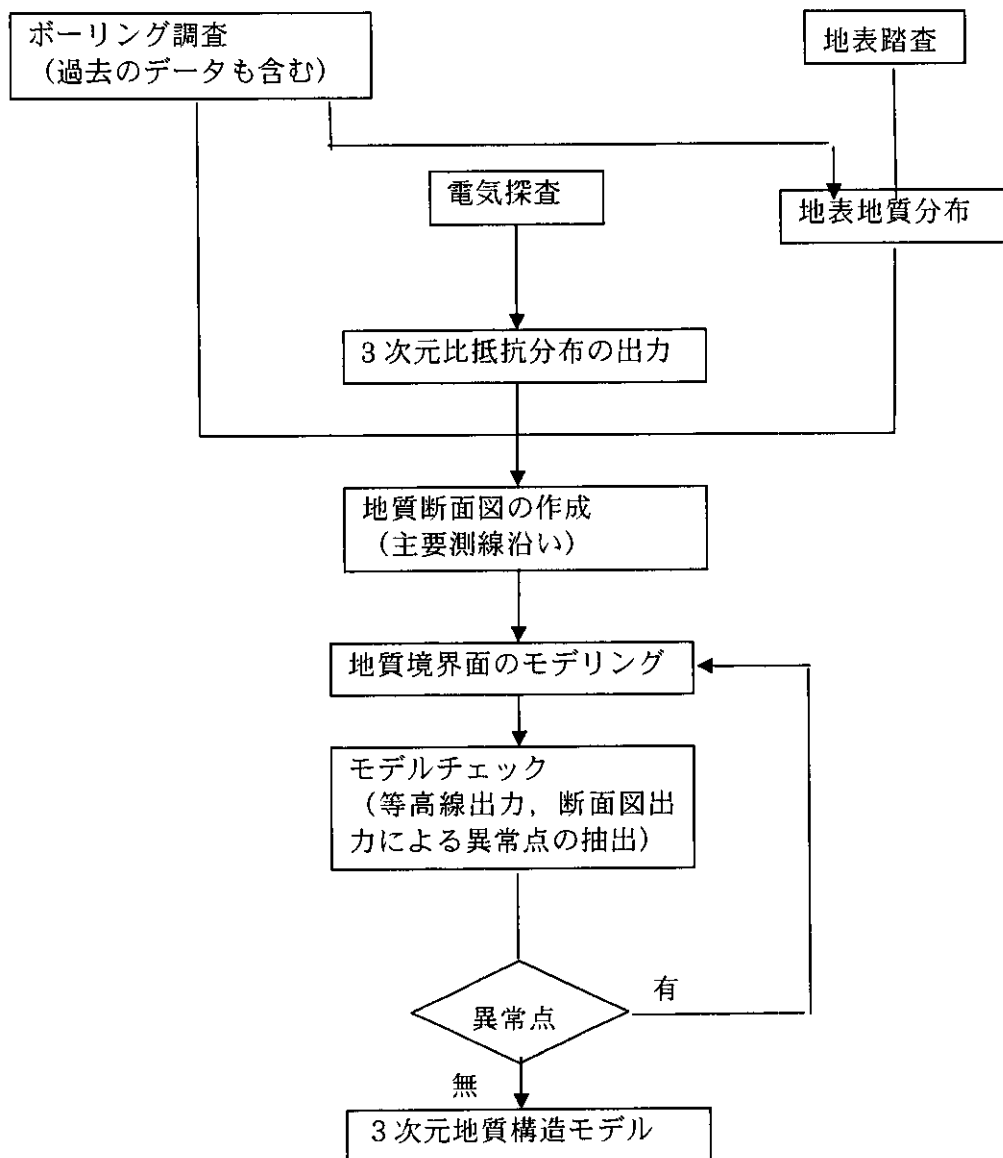 ボーリング調査
（過去のデータも含む）
地表踏査
電気探査
地表地質分布
3次元比抵抗分布の出力
地質断面図の作成
（主要測線沿い）
地質境界面のモデリング
モデルチェック
（等高線出力，断面図出
力による異常点の抽出）
有
異常点
無
3次元地質構造モデル